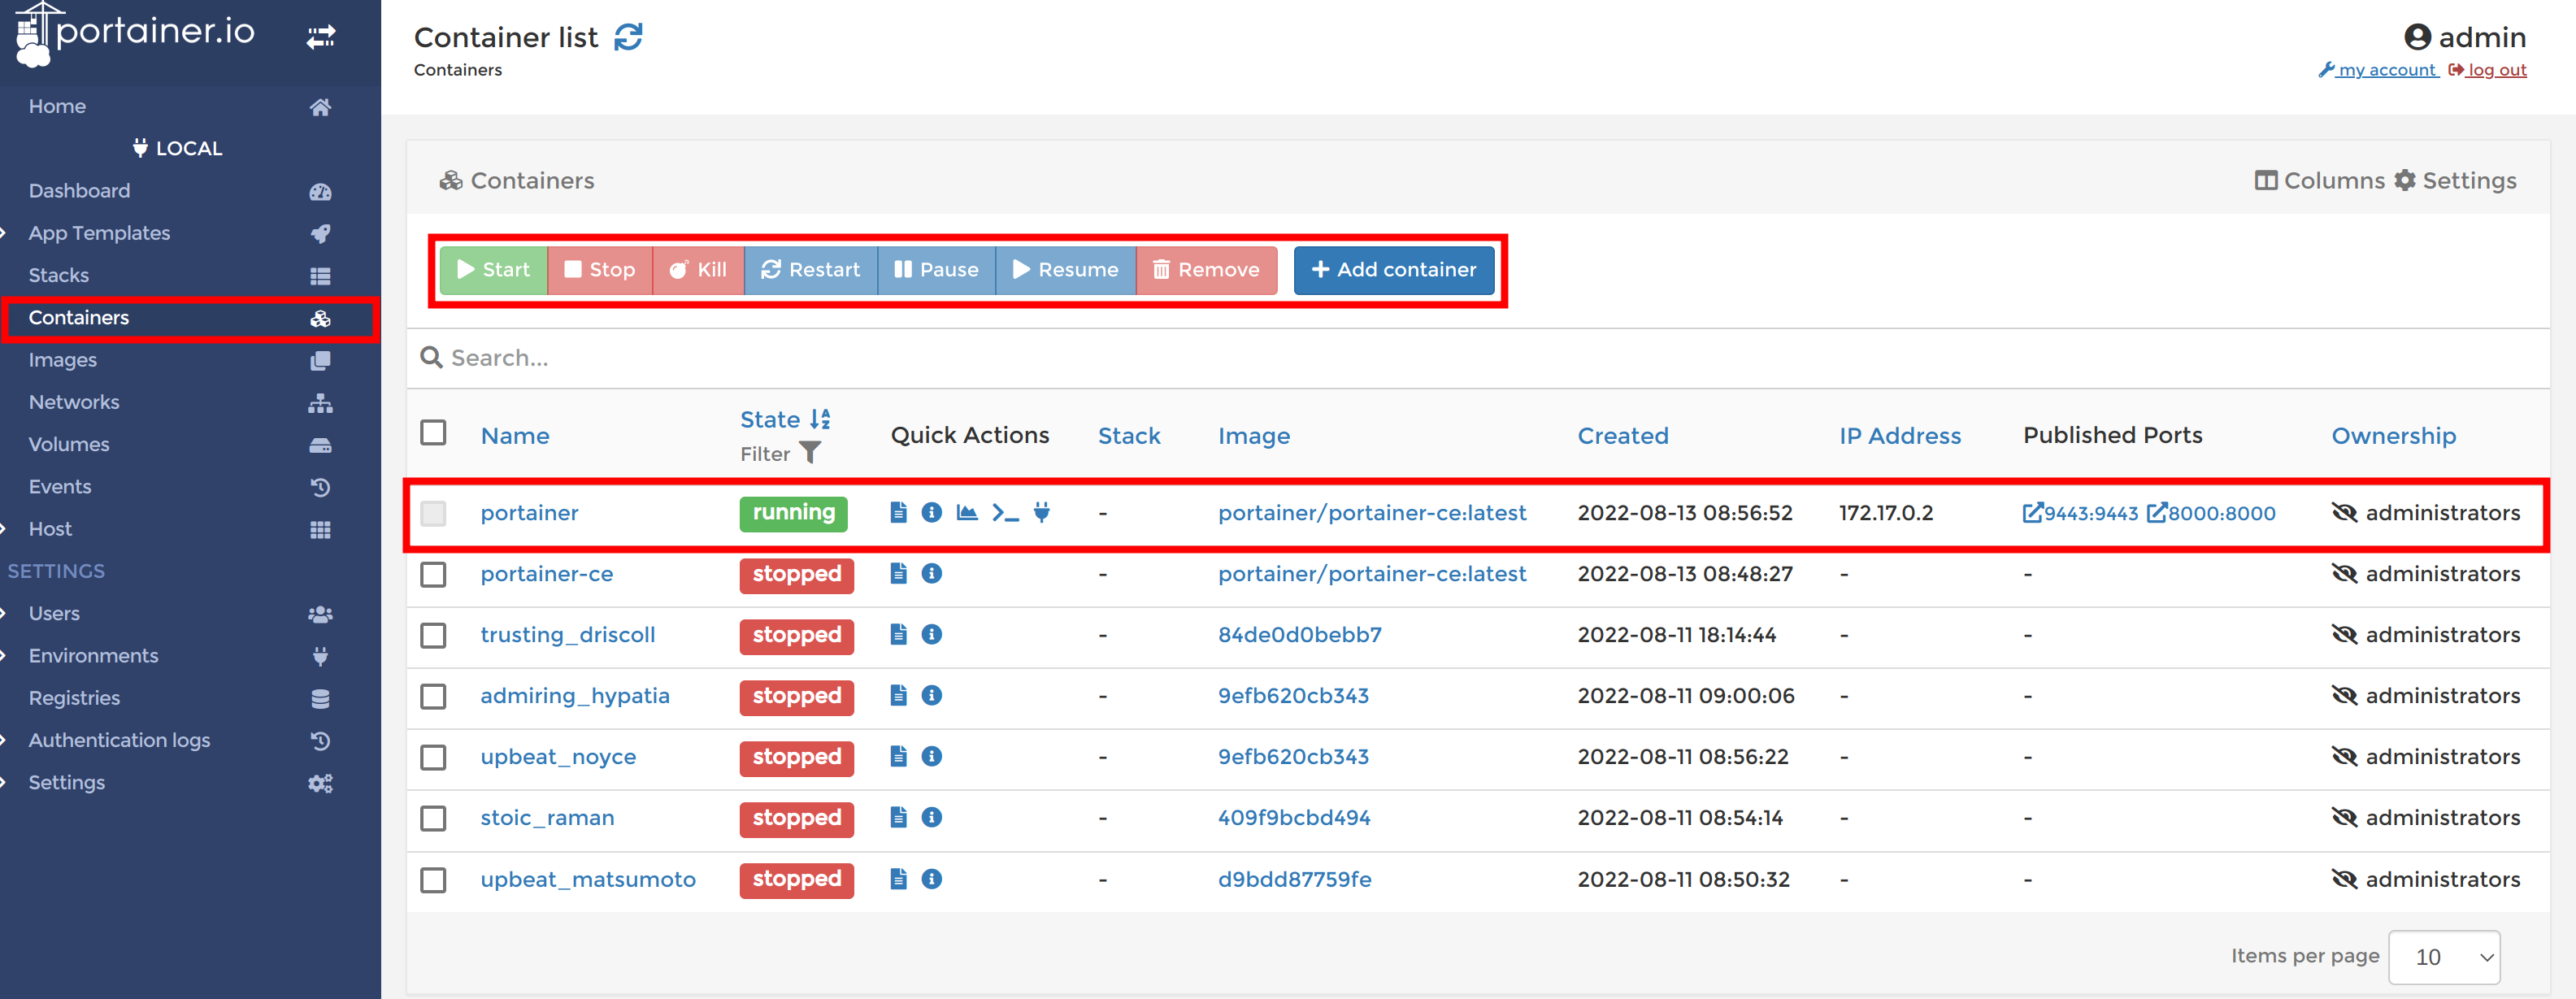 portainer.io
Home
LOCAL
Dashboard
App Templates
Stacks
Containers
Images
Networks
Volumes
Events
Host
SETTINGS
Users
Environments
Registries
Authentication logs
Settings
Container list
Containers
admin
my account log out
Containers
Columns Settings
Start Stop Kill Restart Pause Resume Remove Add container
Search...
Name State Filter Quick Actions Stack Image Created IP Address Published Ports Ownership
portainer running - portainer/portainer-ce:latest 2022-08-13 08:56:52 172.17.0.2 9443:9443 8000:8000 administrators
portainer-ce stopped - portainer/portainer-ce:latest 2022-08-13 08:48:27 - - administrators
trusting_driscoll stopped - 84de0d0bebb7 2022-08-11 18:14:44 - - administrators
admiring_hypatia stopped - 9efb620cb343 2022-08-11 09:00:06 - - administrators
upbeat_noyce stopped - 9efb620cb343 2022-08-11 08:56:22 - - administrators
stoic_raman stopped - 409f9bcbd494 2022-08-11 08:54:14 - - administrators
upbeat_matsumoto stopped - d9bdd87759fe 2022-08-11 08:50:32 - - administrators
Items per page 10